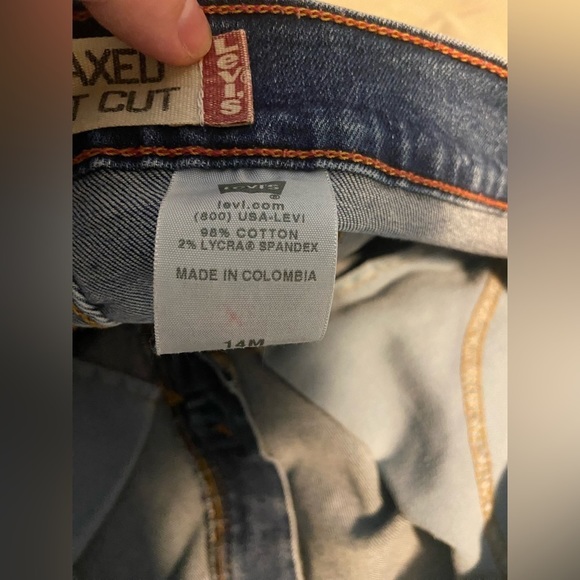 AXED
T CUT
Levi's
Levi's
levi.com
(800) USA-LEVI
98% COTTON
2% LYCRA® SPANDEX
MADE IN COLOMBIA
14M